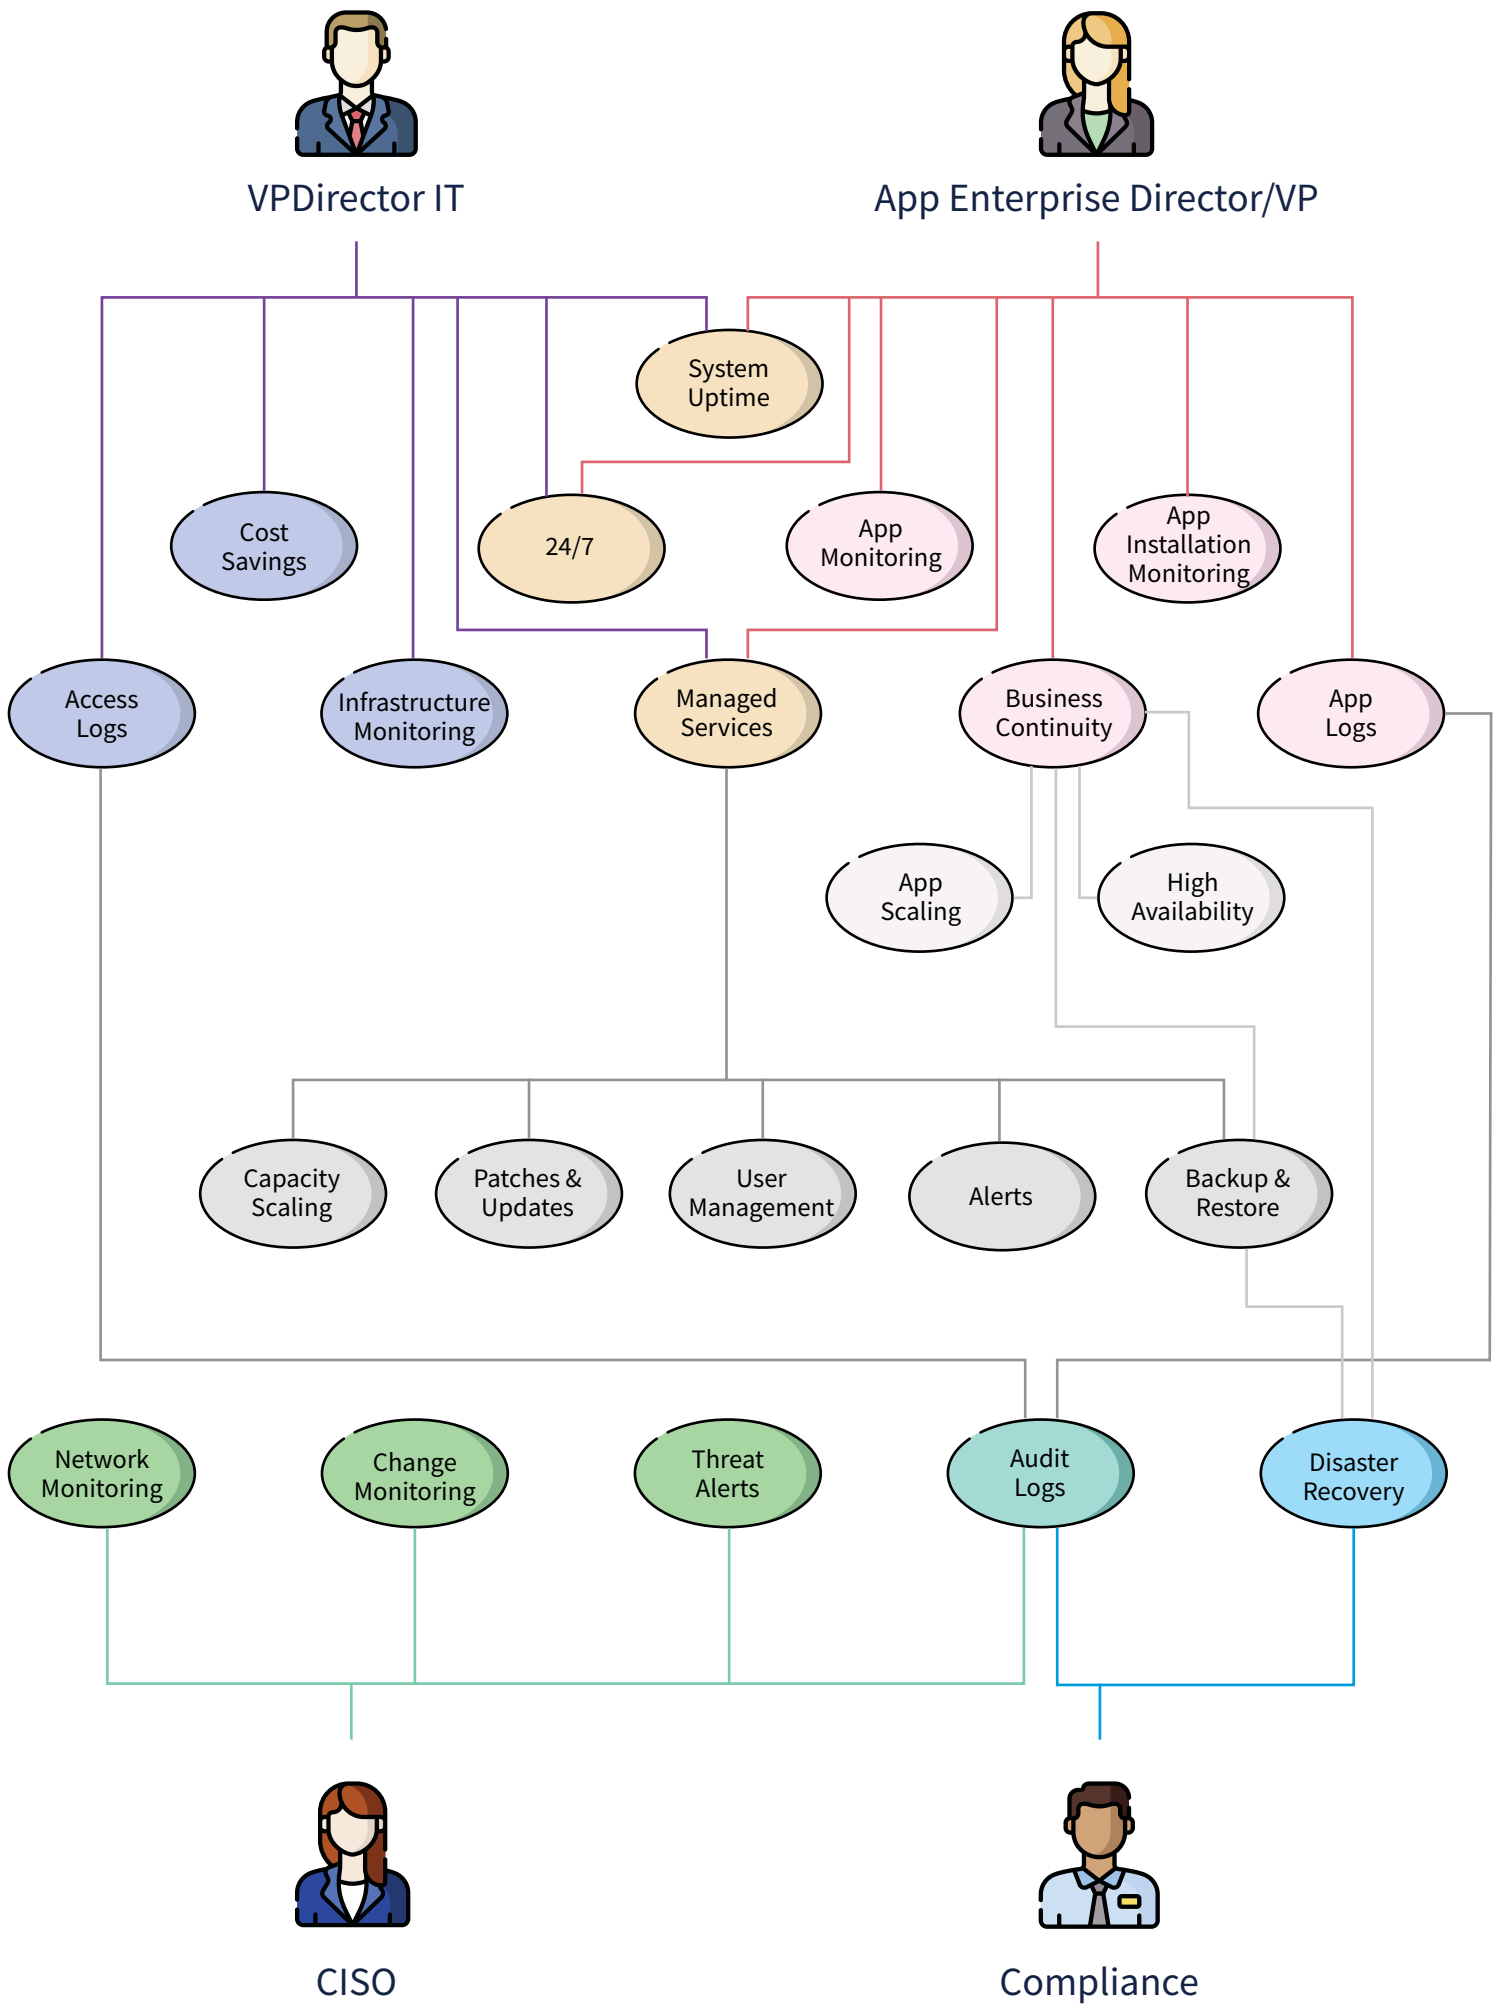 VPDirector IT
App Enterprise Director/VP
System
Uptime
Cost
Savings
24/7
App
Monitoring
App
Installation
Monitoring
Access
Logs
Infrastructure
Monitoring
Managed
Services
Business
Continuity
App
Logs
App
Scaling
High
Availability
Capacity
Scaling
Patches &
Updates
User
Management
Alerts
Backup &
Restore
Network
Monitoring
Change
Monitoring
Threat
Alerts
Audit
Logs
Disaster
Recovery
CISO
Compliance